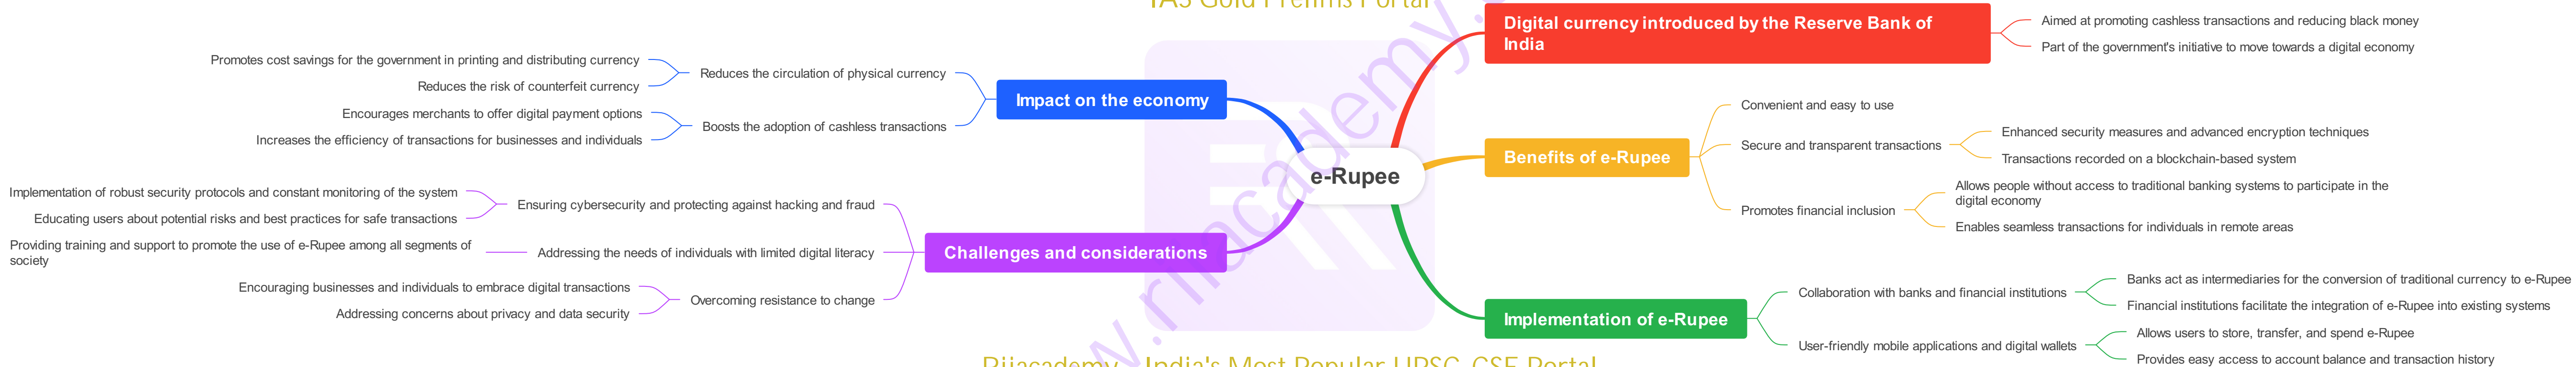 IAS Gold Prelims Portal
e-Rupee
Digital currency introduced by the Reserve Bank of
India
Aimed at promoting cashless transactions and reducing black money
Part of the government's initiative to move towards a digital economy
Benefits of e-Rupee
Convenient and easy to use
Secure and transparent transactions
Enhanced security measures and advanced encryption techniques
Transactions recorded on a blockchain-based system
Promotes financial inclusion
Allows people without access to traditional banking systems to participate in the
digital economy
Enables seamless transactions for individuals in remote areas
Implementation of e-Rupee
Collaboration with banks and financial institutions
Banks act as intermediaries for the conversion of traditional currency to e-Rupee
Financial institutions facilitate the integration of e-Rupee into existing systems
User-friendly mobile applications and digital wallets
Allows users to store, transfer, and spend e-Rupee
Provides easy access to account balance and transaction history
Impact on the economy
Reduces the circulation of physical currency
Promotes cost savings for the government in printing and distributing currency
Reduces the risk of counterfeit currency
Boosts the adoption of cashless transactions
Encourages merchants to offer digital payment options
Increases the efficiency of transactions for businesses and individuals
Challenges and considerations
Ensuring cybersecurity and protecting against hacking and fraud
Implementation of robust security protocols and constant monitoring of the system
Educating users about potential risks and best practices for safe transactions
Addressing the needs of individuals with limited digital literacy
Providing training and support to promote the use of e-Rupee among all segments of
society
Overcoming resistance to change
Encouraging businesses and individuals to embrace digital transactions
Addressing concerns about privacy and data security
Rijacademy - India's Most Popular UPSC-CSE Portal